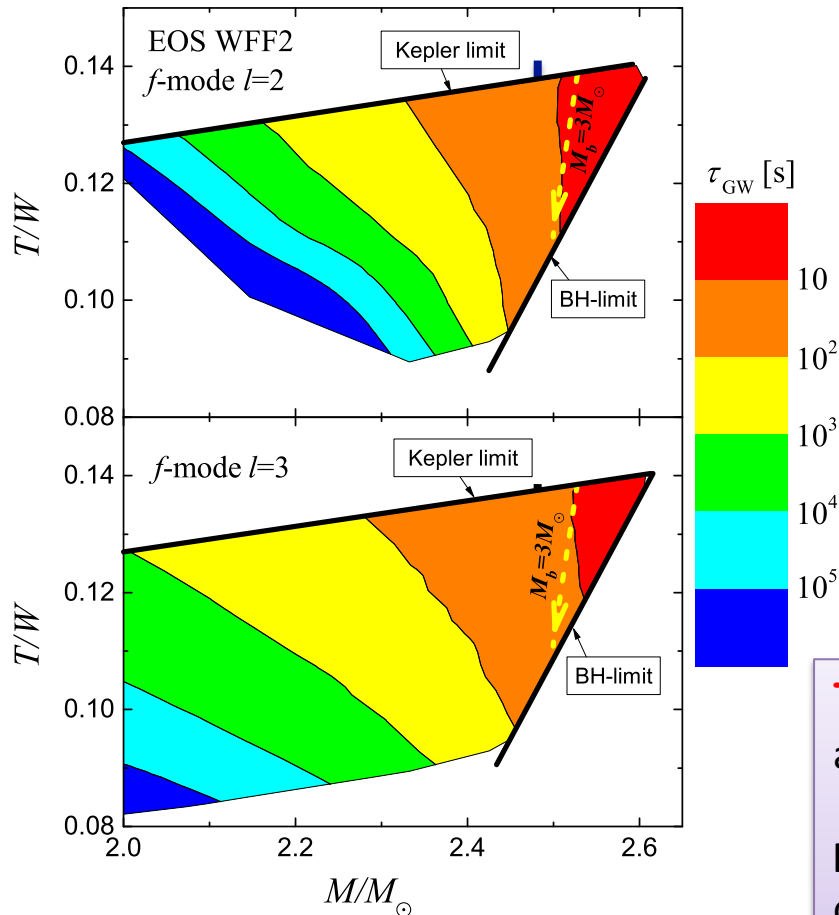 EOS WFF2
f-mode l=2
Kepler limit
M_b=3M_⊙
BH-limit
T/W
0.14
0.12
0.10
0.08
f-mode l=3
Kepler limit
M_b=3M_⊙
BH-limit
T/W
0.14
0.12
0.10
0.08
2.0
2.2
2.4
2.6
M/M_⊙
τ_GW [s]
10
10^2
10^3
10^4
10^5
a